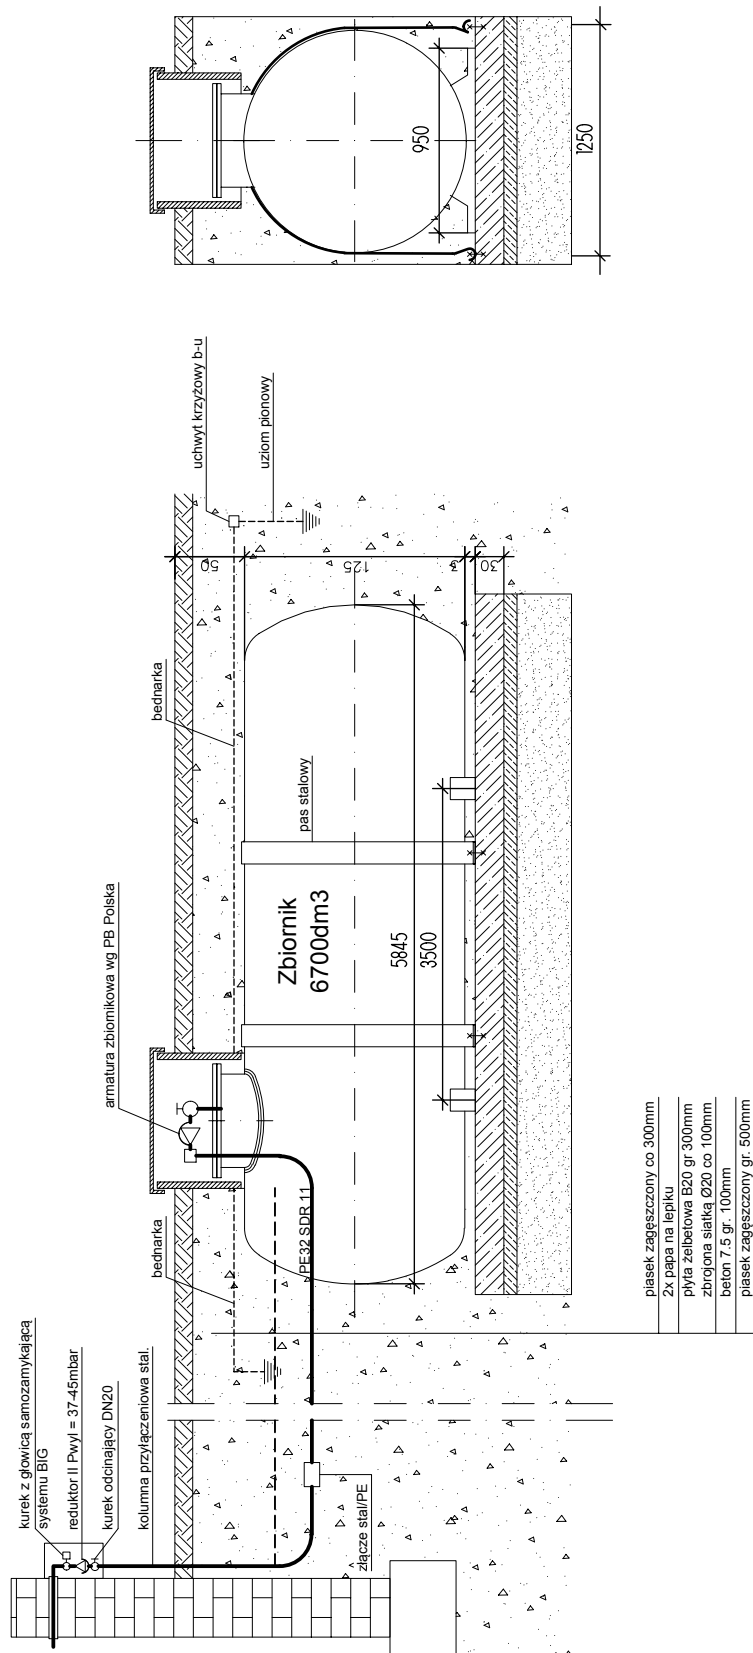 950
1250
uchwyt krzyżowy b-u
uziom pionowy
bednarka
50
125
3
30
pas stalowy
armatura zbiornikowa wg PB Polska
Zbiornik
6700dm3
5845
3500
bednarka
PE32 SDR 11
kurek z głowicą samozamykającą
systemu BIG
reduktor II Pwyl = 37-45mbar
kurek odcinający DN20
kolumna przyłączeniowa stal.
złącze stal/PE
piasek zagęszczony co 300mm
2x papa na lepiku
płyta żelbetowa B20 gr 300mm
zbrojona siatką Ø20 co 100mm
beton 7.5 gr. 100mm
piasek zagęszczony gr. 500mm